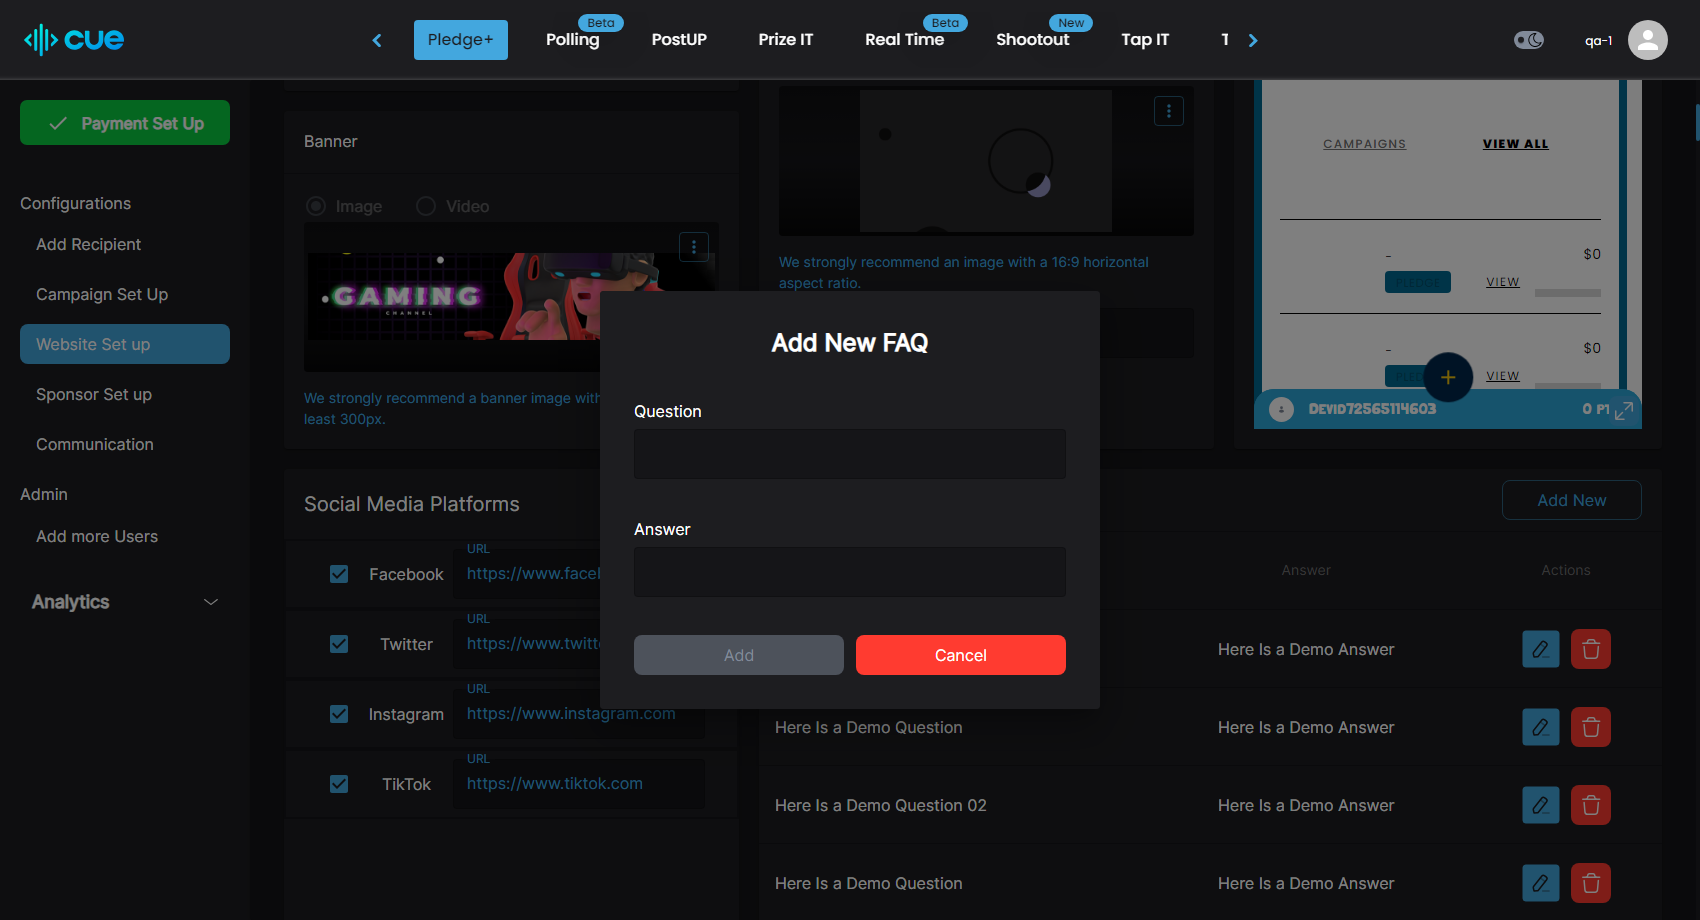 cue
Pledge+
Beta
Polling
PostUP
Prize IT
Beta
Real Time
New
Shootout
Tap IT
T
qa-1
Payment Set Up
Configurations
Add Recipient
Campaign Set Up
Website Set up
Sponsor Set up
Communication
Admin
Add more Users
Analytics
Banner
Image
Video
GAMING
CHANNEL
We strongly recommend a banner image with
least 300px.
We strongly recommend an image with a 16:9 horizontal
aspect ratio.
CAMPAIGNS
VIEW ALL
-
$0
PLEDGE
VIEW
-
$0
PLED
VIEW
DEVID72565114603
0 PT
Add New FAQ
Question
Answer
Add
Cancel
Social Media Platforms
Facebook
URL
https://www.facel
Twitter
URL
https://www.twitt
Instagram
URL
https://www.instagram.com
TikTok
URL
https://www.tiktok.com
Add New
Answer
Actions
Here Is a Demo Answer
Here Is a Demo Question
Here Is a Demo Answer
Here Is a Demo Question 02
Here Is a Demo Answer
Here Is a Demo Question
Here Is a Demo Answer